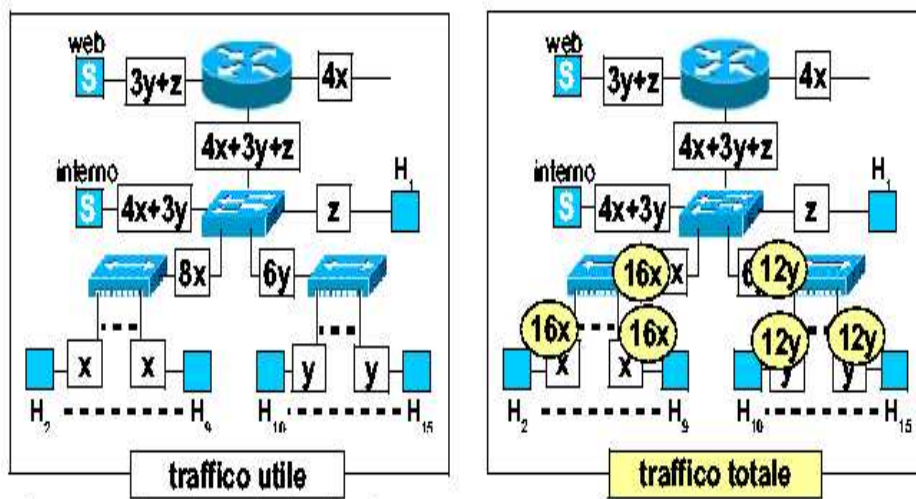 web
S
3y+z
4x
4x+3y+z
interno
S
4x+3y
z
H1
8x
6y
x
x
y
y
H2
H9
H10
H15
traffico utile
web
S
3y+z
4x
4x+3y+z
interno
S
4x+3y
z
H1
16x
x
6
12y
16x
16x
12y
12y
x
x
y
y
H2
H9
H10
H15
traffico totale